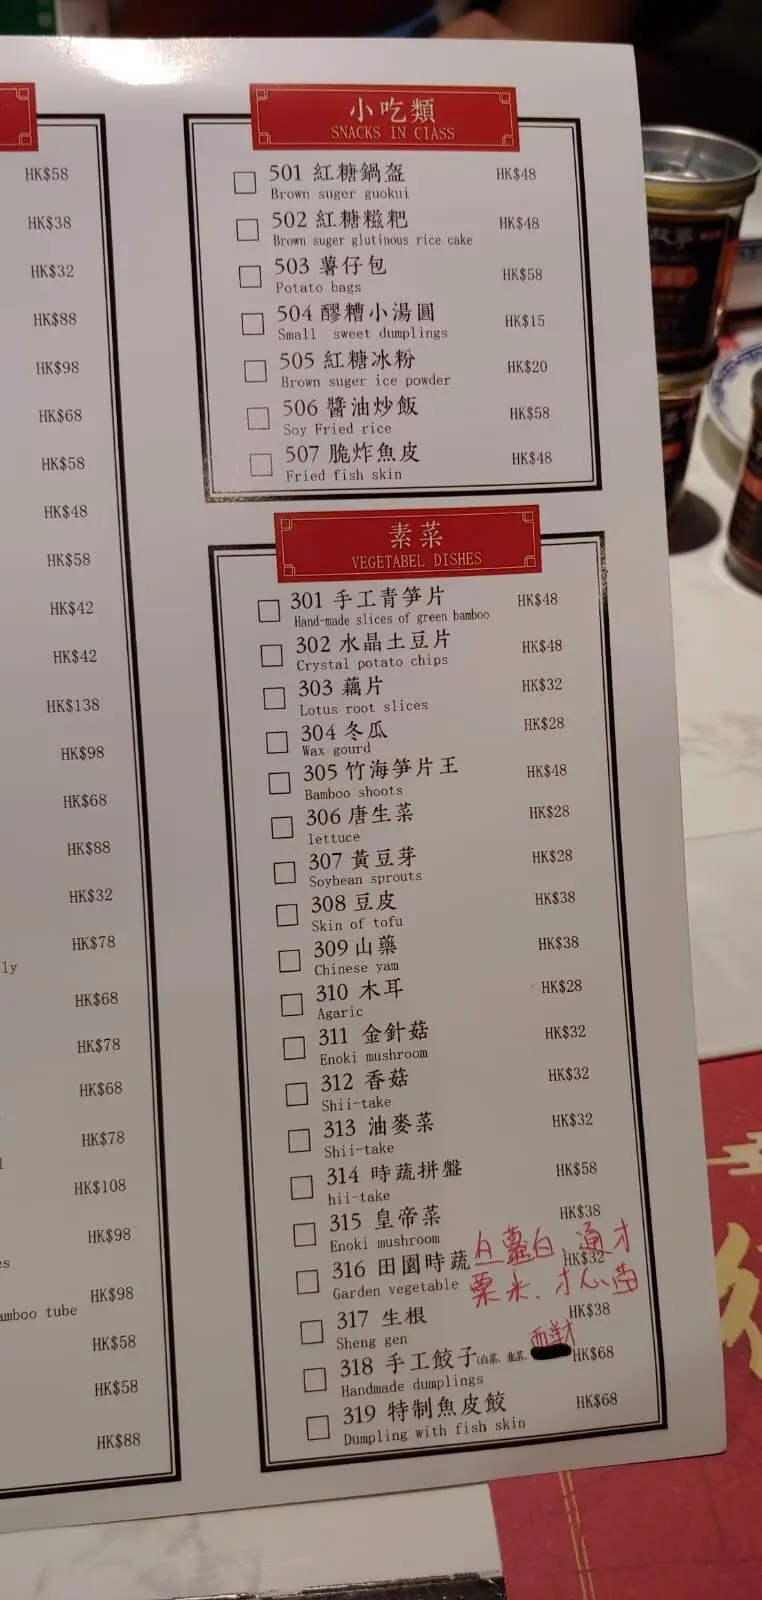 HK$58
HK$38
HK$32
HK$88
HK$98
HK$68
HK$58
HK$48
HK$58
HK$42
HK$42
HK$138
HK$98
HK$68
HK$88
HK$32
HK$78
ly
HK$68
HK$78
HK$68
HK$78
HK$108
HK$98
es
HK$98
amboo tube
HK$58
HK$58
HK$88
小吃類
SNACKS IN CIASS
501 紅糖鍋盔 HK$48
Brown suger guokui
502 紅糖糍粑 HK$48
Brown suger glutinous rice cake
503 薯仔包 HK$58
Potato bags
504 醪糟小湯圓 HK$15
Small sweet dumplings
505 紅糖冰粉 HK$20
Brown suger ice powder
506 醬油炒飯 HK$58
Soy Fried rice
507 脆炸魚皮 HK$48
Fried fish skin
素菜
VEGETABEL DISHES
301 手工青笋片 HK$48
Hand-made slices of green bamboo
302 水晶土豆片 HK$48
Crystal potato chips
303 藕片 HK$32
Lotus root slices
304 冬瓜 HK$28
Wax gourd
305 竹海笋片王 HK$48
Bamboo shoots
306 唐生菜 HK$28
lettuce
307 黃豆芽 HK$28
Soybean sprouts
308 豆皮 HK$38
Skin of tofu
309 山藥 HK$38
Chinese yam
310 木耳 HK$28
Agaric
311 金針菇 HK$32
Enoki mushroom
312 香菇 HK$32
Shii-take
313 油麥菜 HK$32
Shii-take
314 時蔬拼盤 HK$58
hii-take
315 皇帝菜 HK$38
Enoki mushroom
316 田園時蔬 HK$32
Garden vegetable
粟米
317 生根 HK$38
Sheng gen
318 手工餃子(白菜、韭菜、 HK$68
Handmade dumplings
319 特制魚皮餃 HK$68
Dumpling with fish skin